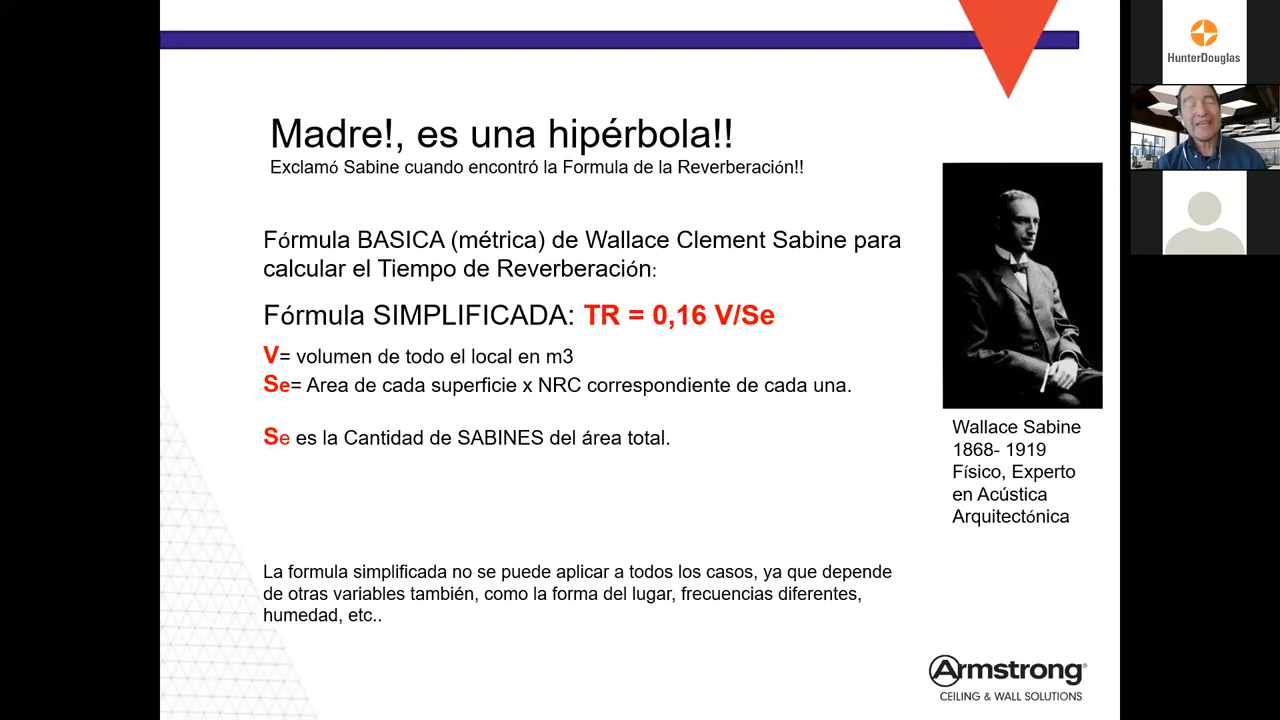 Madre!, es una hipérbola!!
Exclamó Sabine cuando encontró la Formula de la Reverberación!!
Fórmula BASICA (métrica) de Wallace Clement Sabine para
calcular el Tiempo de Reverberación:
Fórmula SIMPLIFICADA: TR = 0,16 V/Se
V= volumen de todo el local en m3
Se= Area de cada superficie x NRC correspondiente de cada una.
Se es la Cantidad de SABINES del área total.
La formula simplificada no se puede aplicar a todos los casos, ya que depende
de otras variables también, como la forma del lugar, frecuencias diferentes,
humedad, etc..
Wallace Sabine
1868- 1919
Físico, Experto
en Acústica
Arquitectónica
Armstrong®
CEILING & WALL SOLUTIONS
HunterDouglas